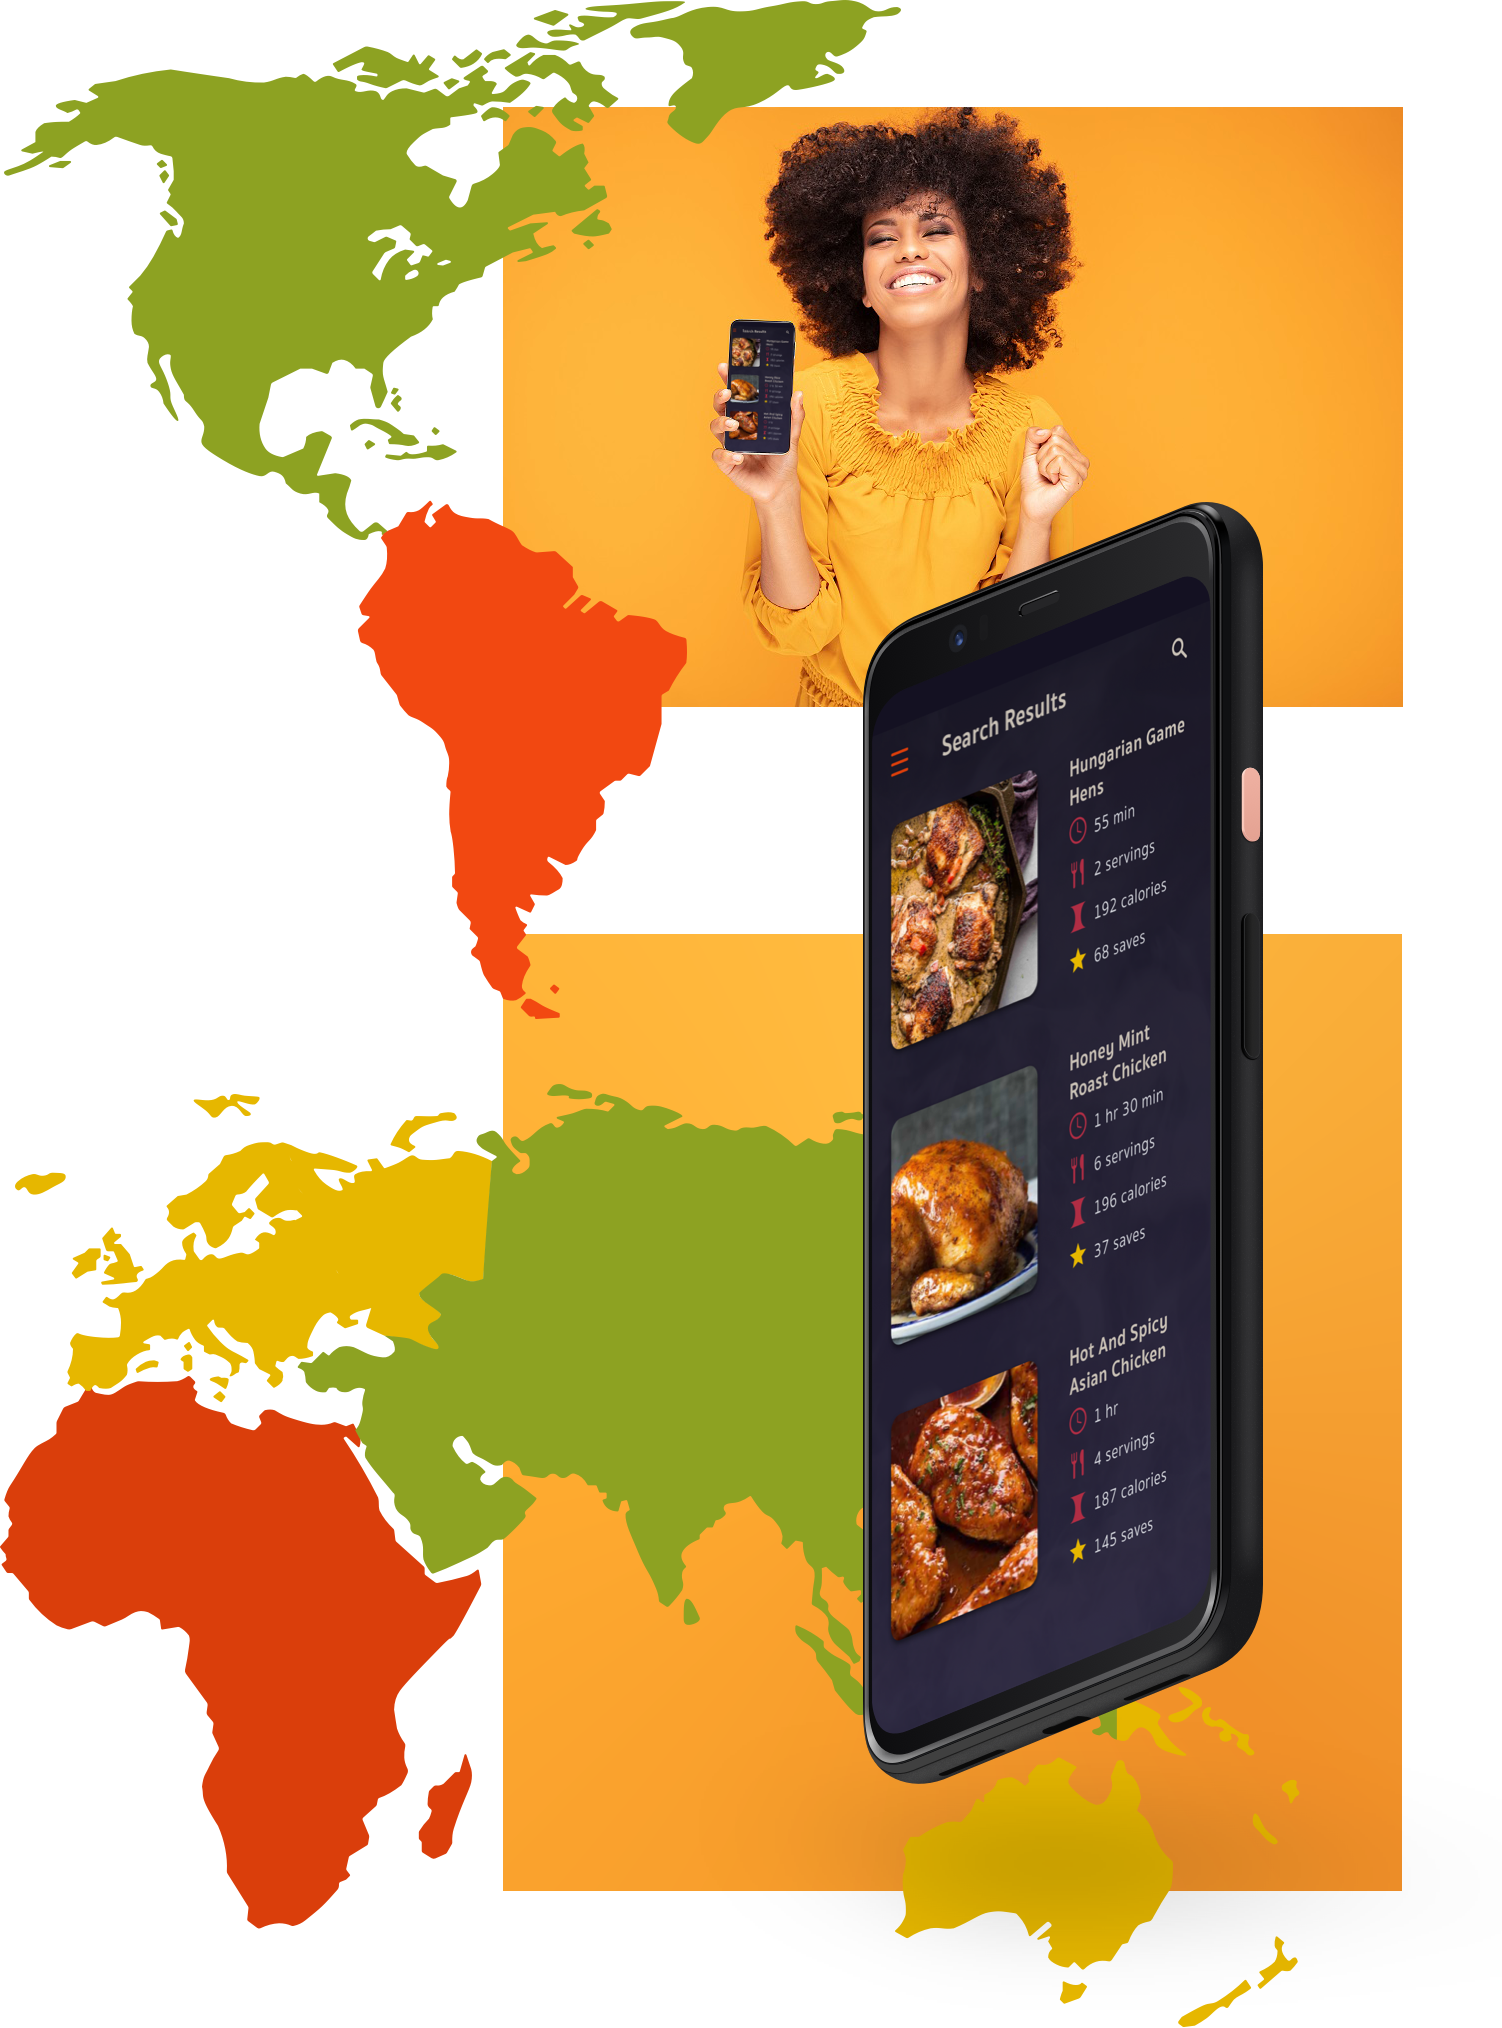 Search Results
Hungarian Game
Hens
55 min
2 servings
192 calories
68 saves
Honey Mint
Roast Chicken
1 hr 30 min
6 servings
196 calories
37 saves
Hot And Spicy
Asian Chicken
1 hr
4 servings
187 calories
145 saves